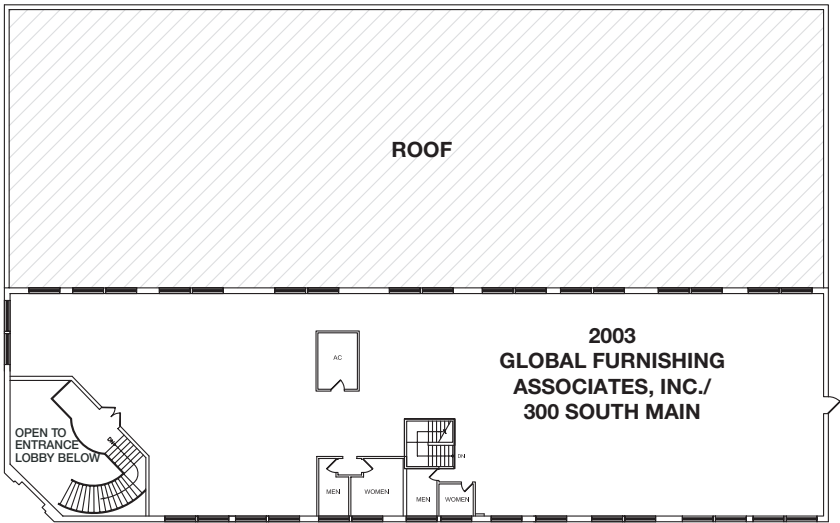 ROOF
2003
GLOBAL FURNISHING
ASSOCIATES, INC./
300 SOUTH MAIN
AC
OPEN TO
ENTRANCE
LOBBY BELOW
DN
DN
MEN
WOMEN
MEN
WOMEN